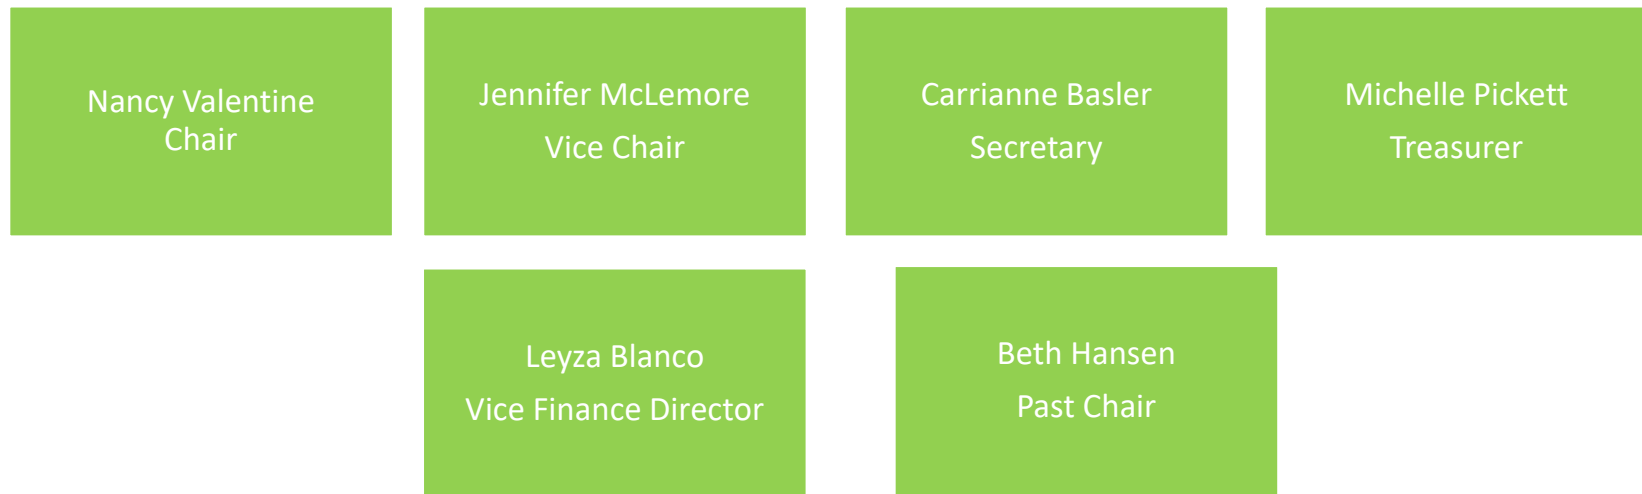 Nancy Valentine
Chair
Jennifer McLemore
Vice Chair
Carrianne Basler
Secretary
Michelle Pickett
Treasurer
Leyza Blanco
Vice Finance Director
Beth Hansen
Past Chair